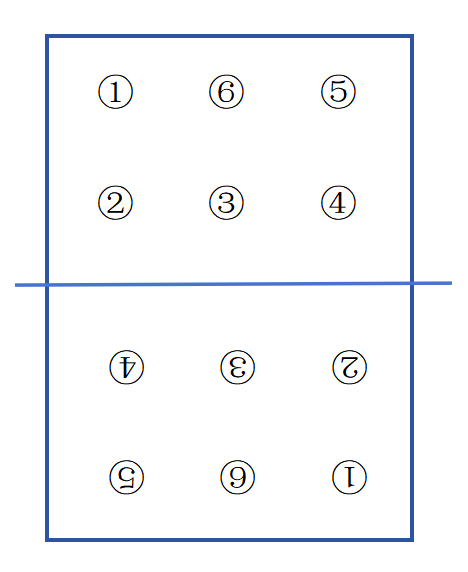 ① ⑥ ⑤
② ③ ④
④ ③ ②
⑤ ⑥ ①